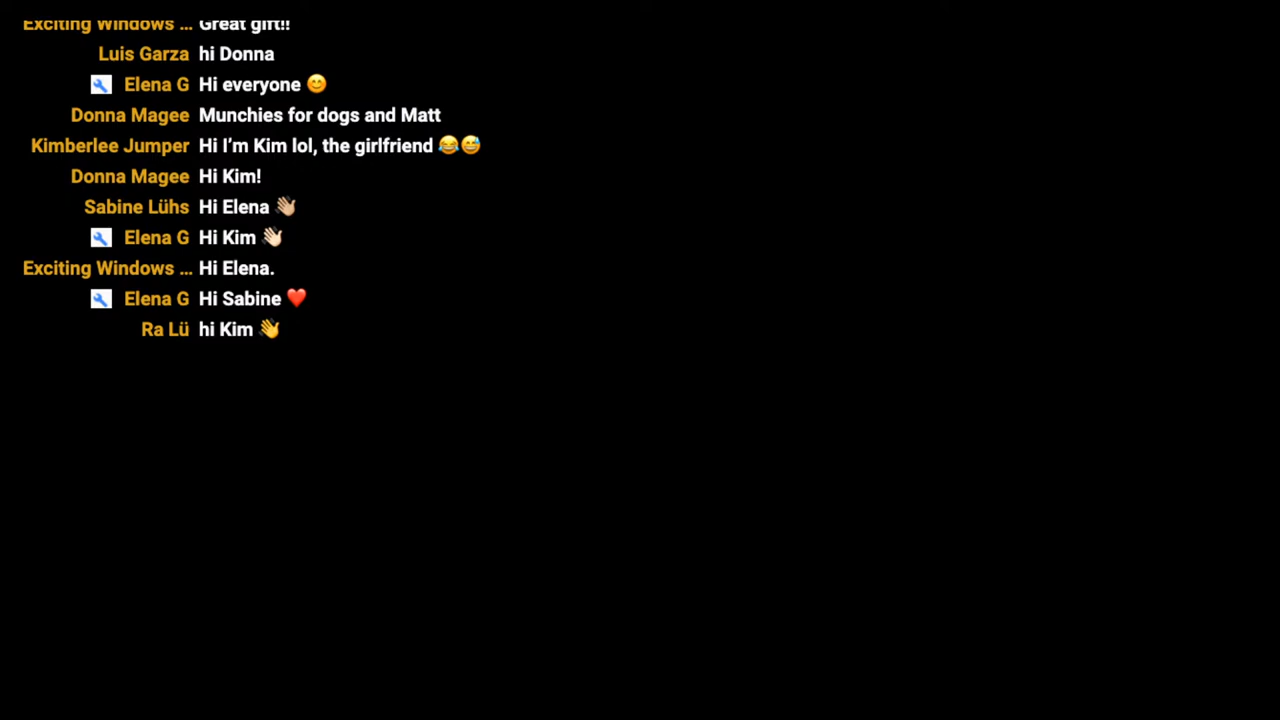 Exciting Windows ... Great gift!!
Luis Garza hi Donna
Elena G Hi everyone 😊
Donna Magee Munchies for dogs and Matt
Kimberlee Jumper Hi I’m Kim lol, the girlfriend 😂😅
Donna Magee Hi Kim!
Sabine Lühs Hi Elena 👋🏼
Elena G Hi Kim 👋🏻
Exciting Windows ... Hi Elena.
Elena G Hi Sabine ❤️
Ra Lü hi Kim 👋